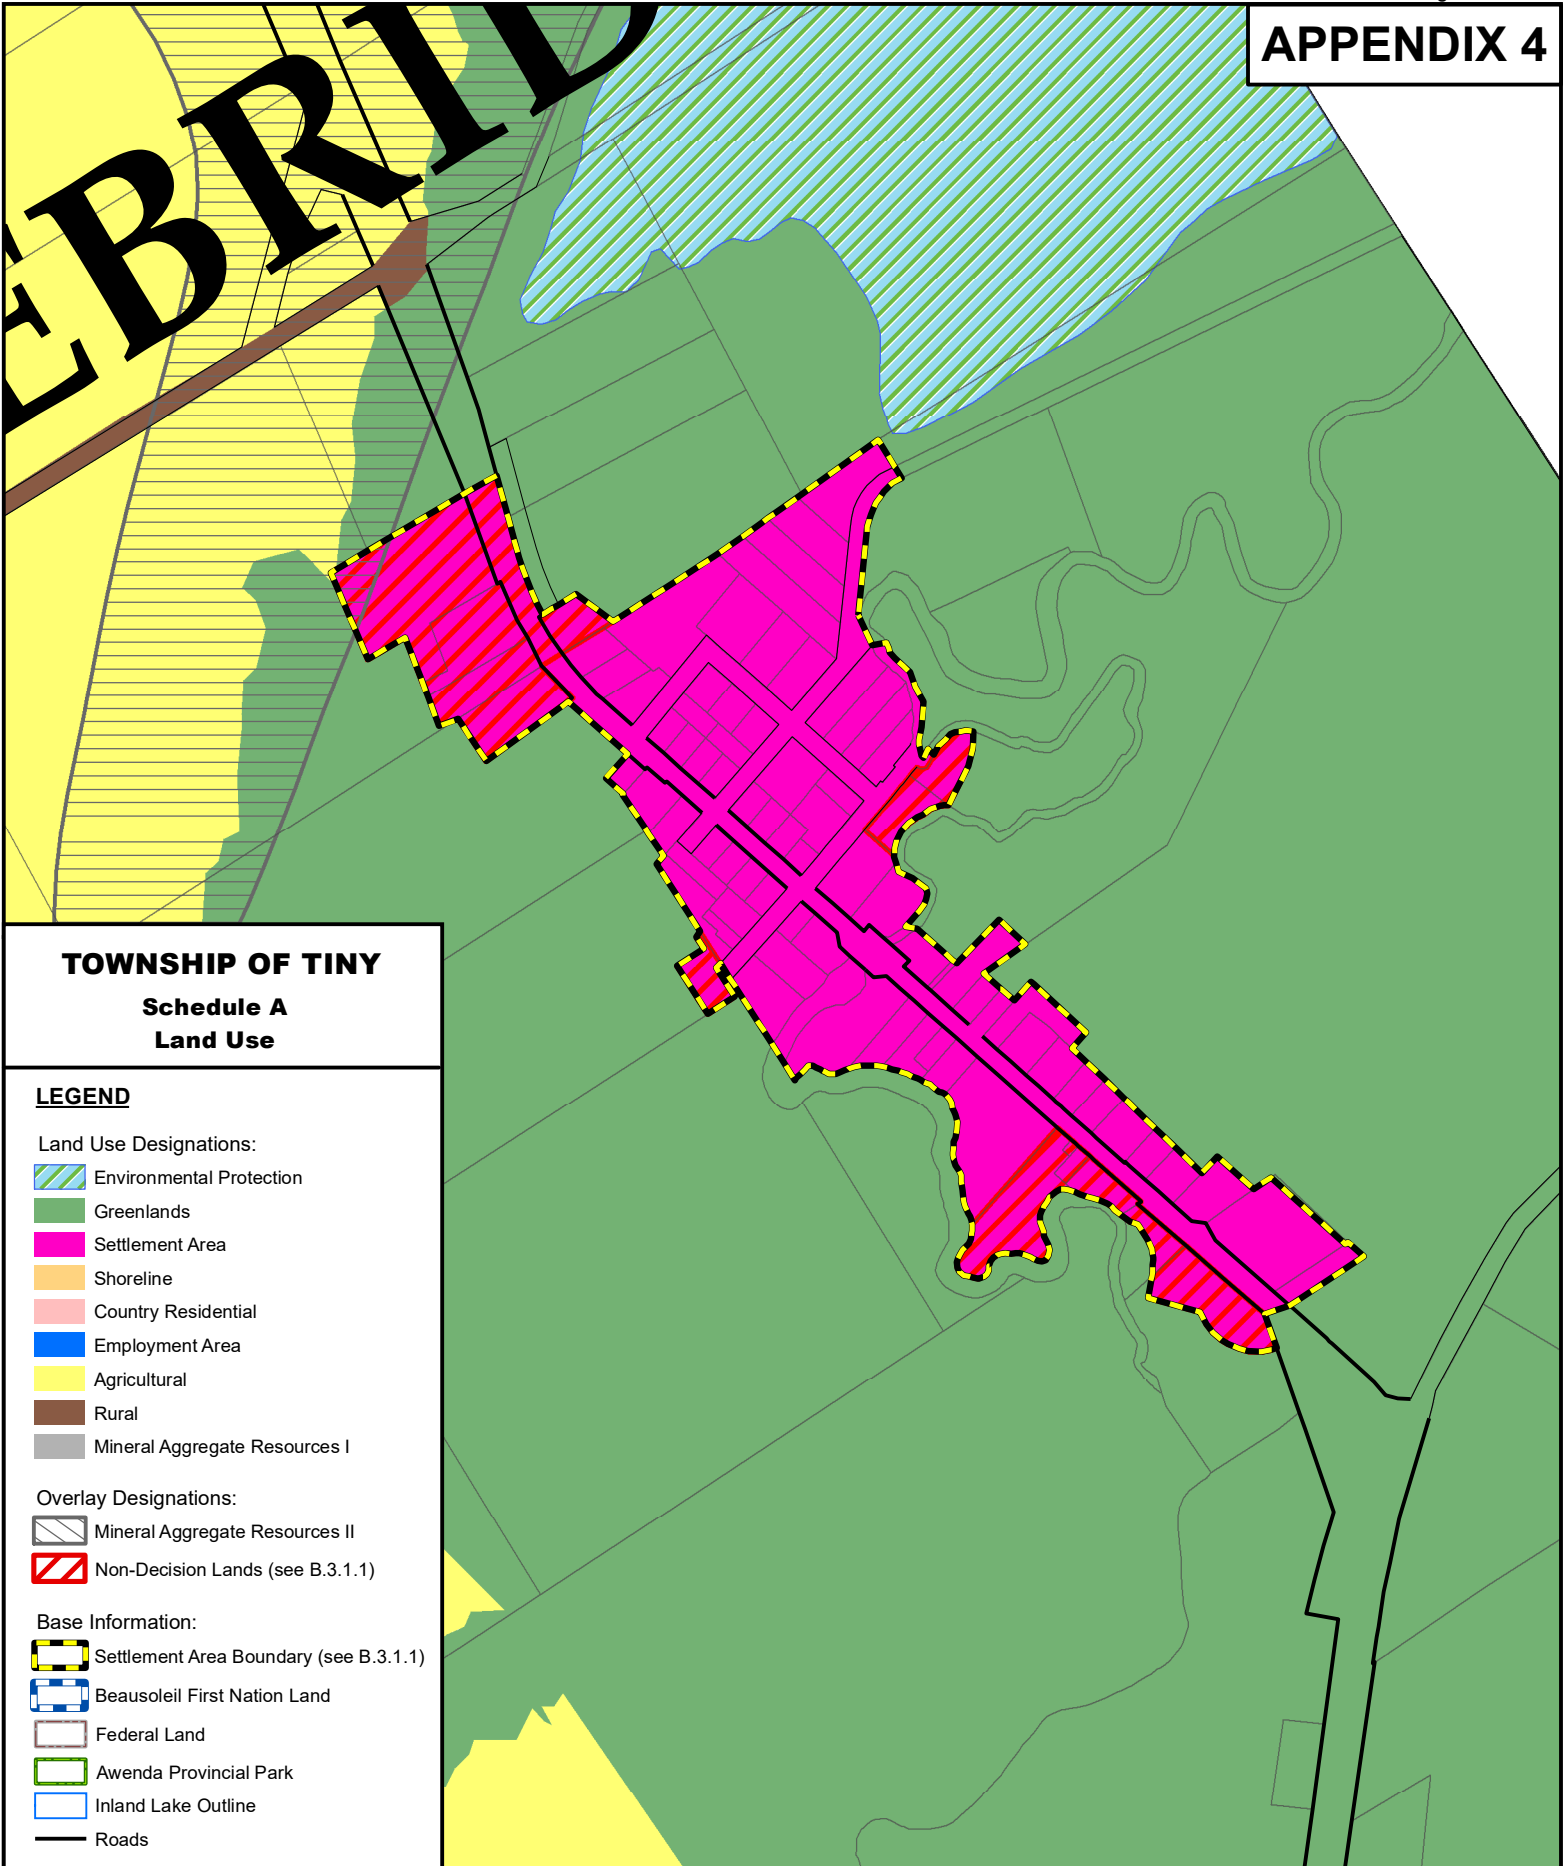 APPENDIX 4
EBRID
TOWNSHIP OF TINY
Schedule A
Land Use
LEGEND
Land Use Designations:
Environmental Protection
Greenlands
Settlement Area
Shoreline
Country Residential
Employment Area
Agricultural
Rural
Mineral Aggregate Resources I
Overlay Designations:
Mineral Aggregate Resources II
Non-Decision Lands (see B.3.1.1)
Base Information:
Settlement Area Boundary (see B.3.1.1)
Beausoleil First Nation Land
Federal Land
Awenda Provincial Park
Inland Lake Outline
Roads